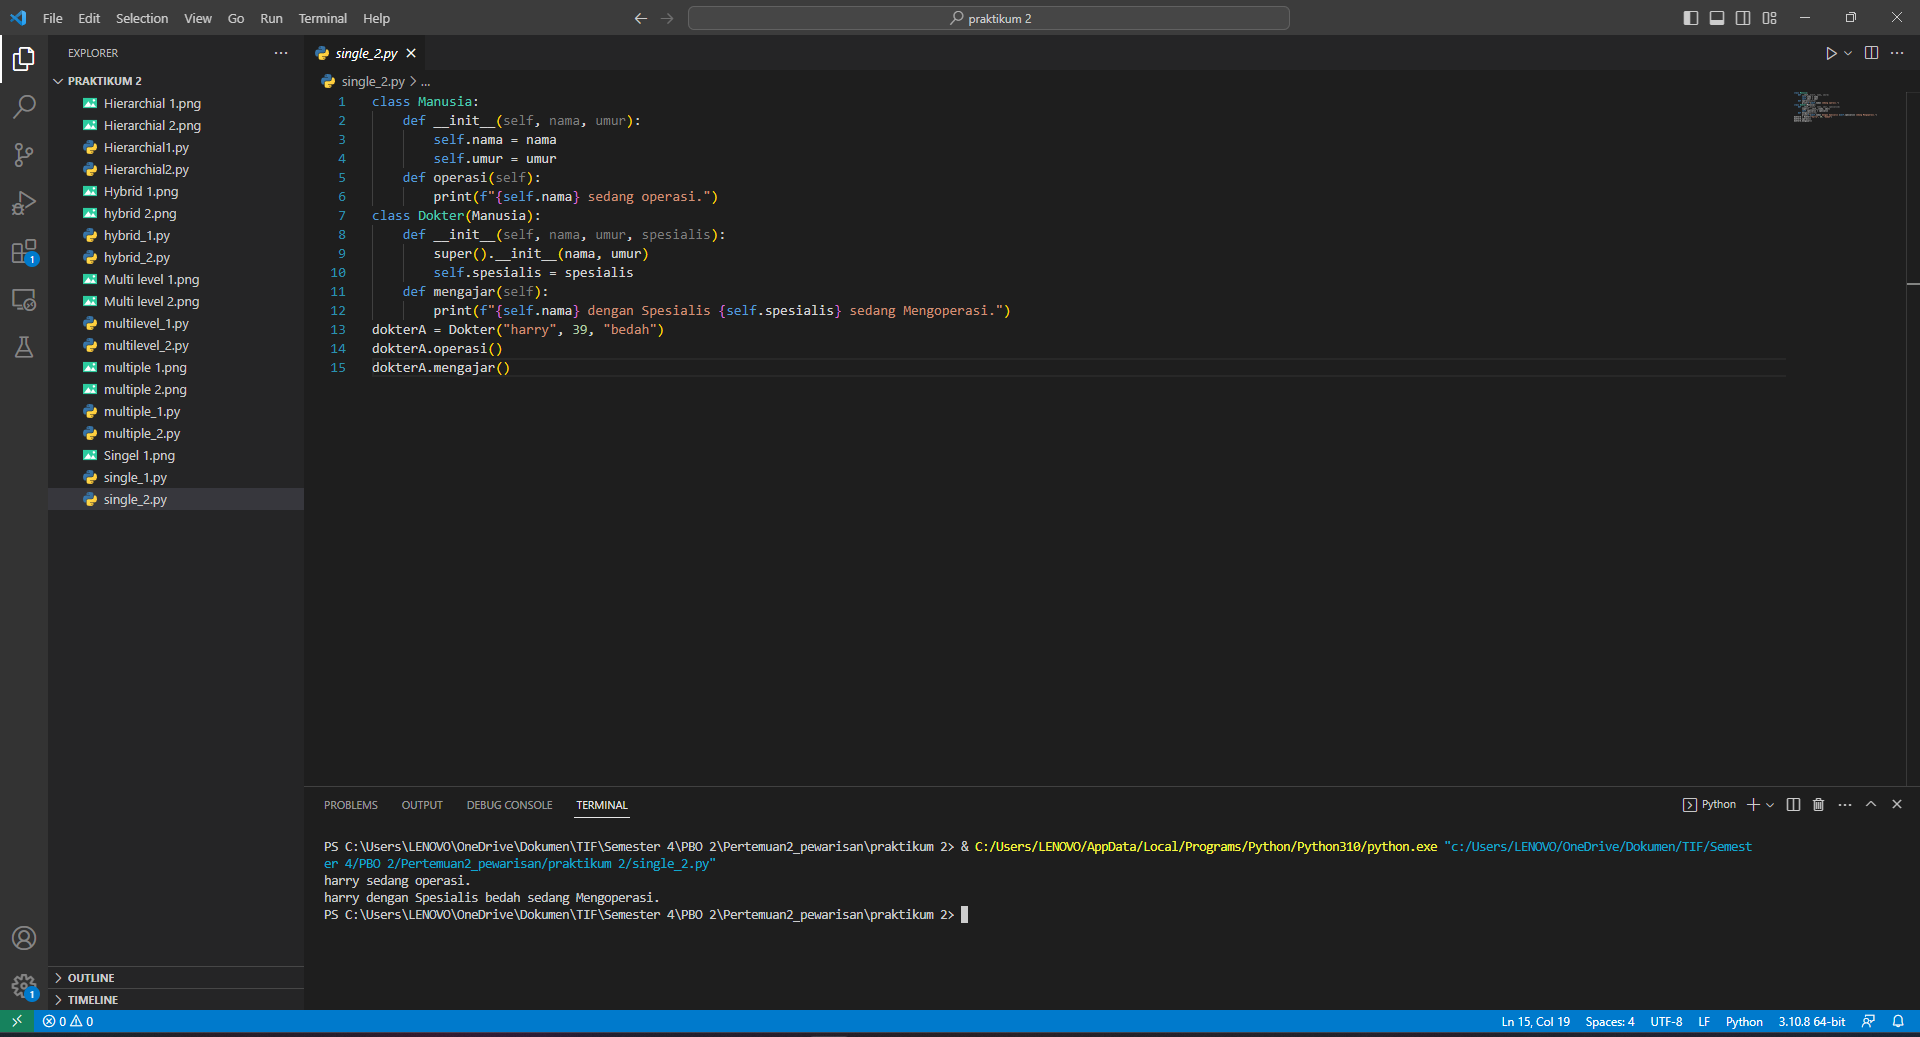 File Edit Selection View Go Run Terminal Help praktikum 2
EXPLORER
PRAKTIKUM 2
Hierarchial 1.png
Hierarchial 2.png
Hierarchial1.py
Hierarchial2.py
Hybrid 1.png
hybrid 2.png
hybrid_1.py
hybrid_2.py
Multi level 1.png
Multi level 2.png
multilevel_1.py
multilevel_2.py
multiple 1.png
multiple 2.png
multiple_1.py
multiple_2.py
Singel 1.png
single_1.py
single_2.py
OUTLINE
TIMELINE
1
1
single_2.py
single_2.py > ...
1 class Manusia:
2 def __init__(self, nama, umur):
3 self.nama = nama
4 self.umur = umur
5 def operasi(self):
6 print(f"{self.nama} sedang operasi.")
7 class Dokter(Manusia):
8 def __init__(self, nama, umur, spesialis):
9 super().__init__(nama, umur)
10 self.spesialis = spesialis
11 def mengajar(self):
12 print(f"{self.nama} dengan Spesialis {self.spesialis} sedang Mengoperasi.")
13 dokterA = Dokter("harry", 39, "bedah")
14 dokterA.operasi()
15 dokterA.mengajar()
PROBLEMS OUTPUT DEBUG CONSOLE TERMINAL Python
PS C:\Users\LENOVO\OneDrive\Dokumen\TIF\Semester 4\PBO 2\Pertemuan2_pewarisan\praktikum 2> & C:/Users/LENOVO/AppData/Local/Programs/Python/Python310/python.exe "c:/Users/LENOVO/OneDrive/Dokumen/TIF/Semest
er 4/PBO 2/Pertemuan2_pewarisan/praktikum 2/single_2.py"
harry sedang operasi.
harry dengan Spesialis bedah sedang Mengoperasi.
PS C:\Users\LENOVO\OneDrive\Dokumen\TIF\Semester 4\PBO 2\Pertemuan2_pewarisan\praktikum 2>
0 0 Ln 15, Col 19 Spaces: 4 UTF-8 LF Python 3.10.8 64-bit